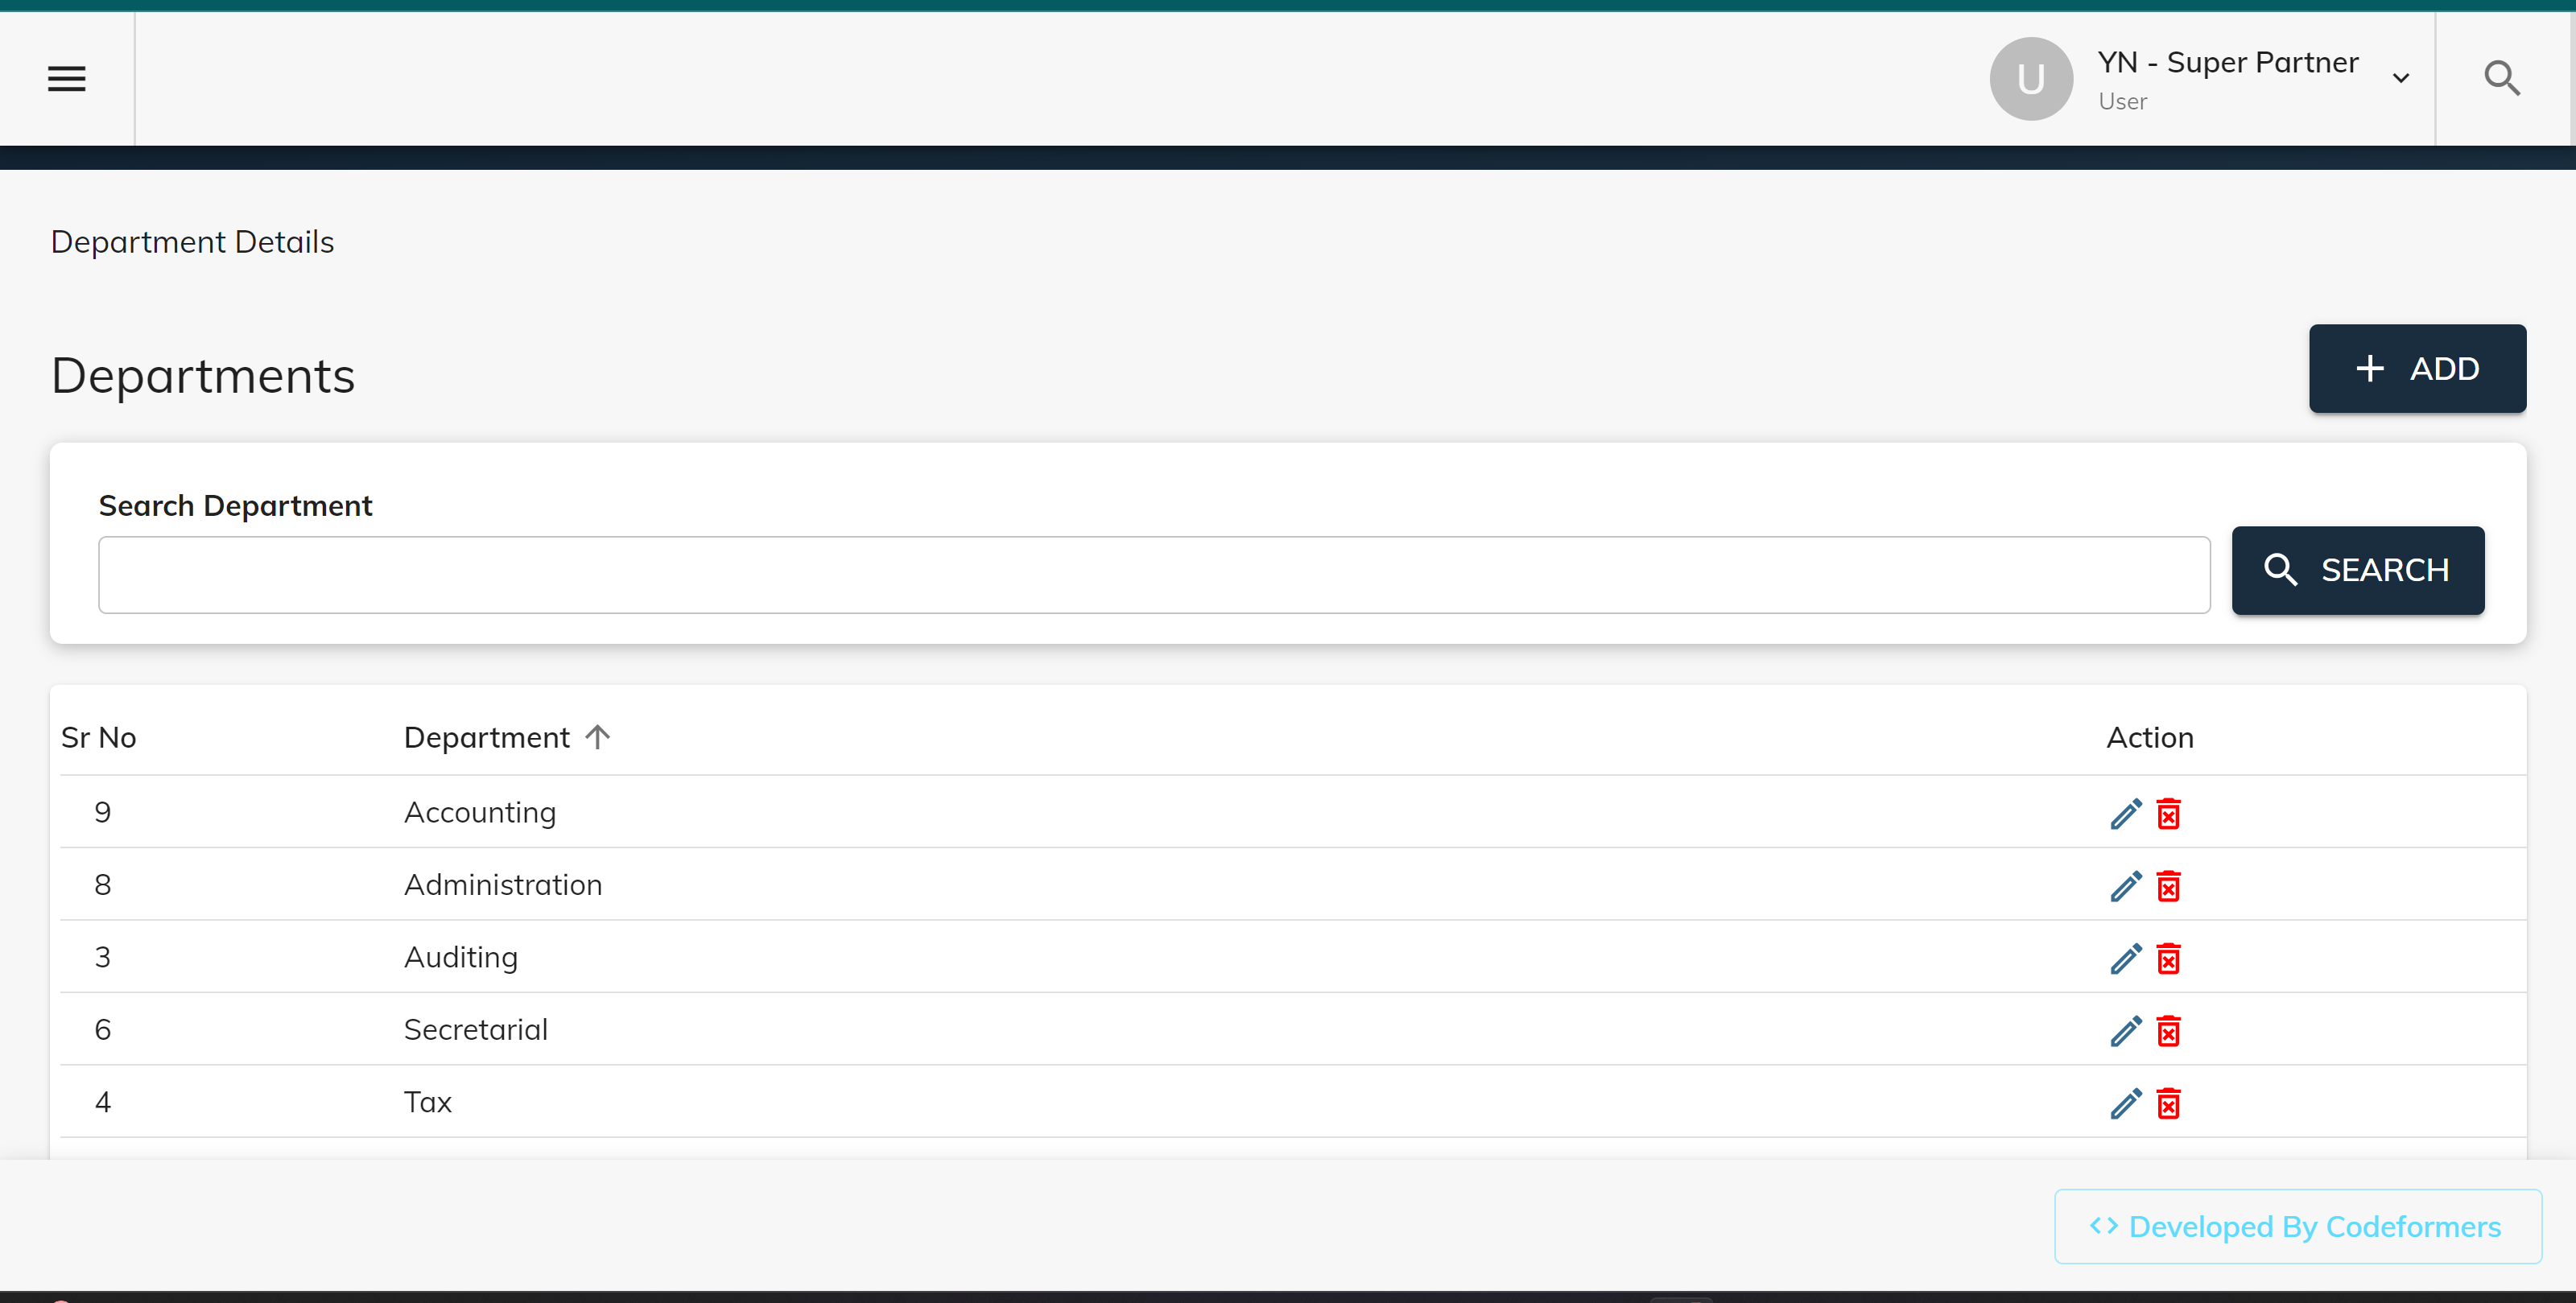 U
YN - Super Partner
User
Department Details
Departments
ADD
Search Department
SEARCH
Sr No Department Action
9 Accounting
8 Administration
3 Auditing
6 Secretarial
4 Tax
<> Developed By Codeformers